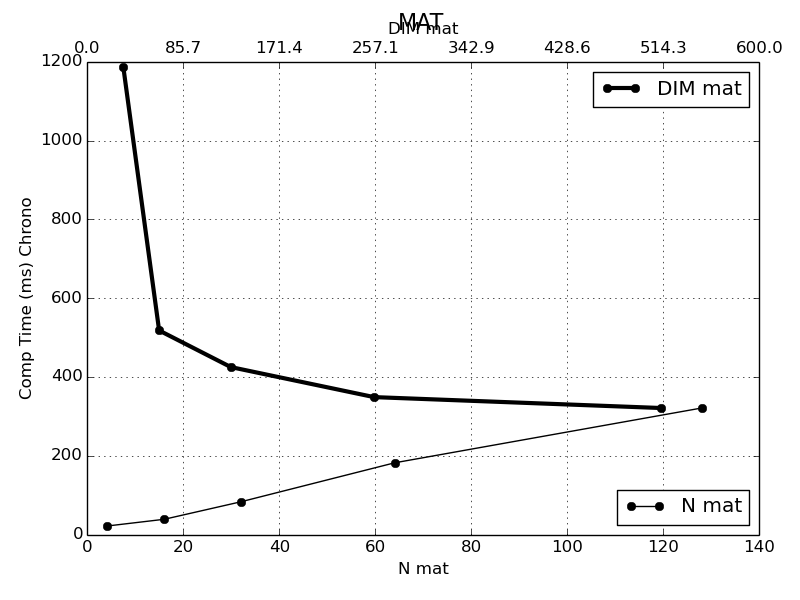 MAT
DIM mat
0.0 85.7 171.4 257.1 342.9 428.6 514.3 600.0
1200
1000
800
600
400
200
0
Comp Time (ms) Chrono
DIM mat
N mat
0 20 40 60 80 100 120 140
N mat